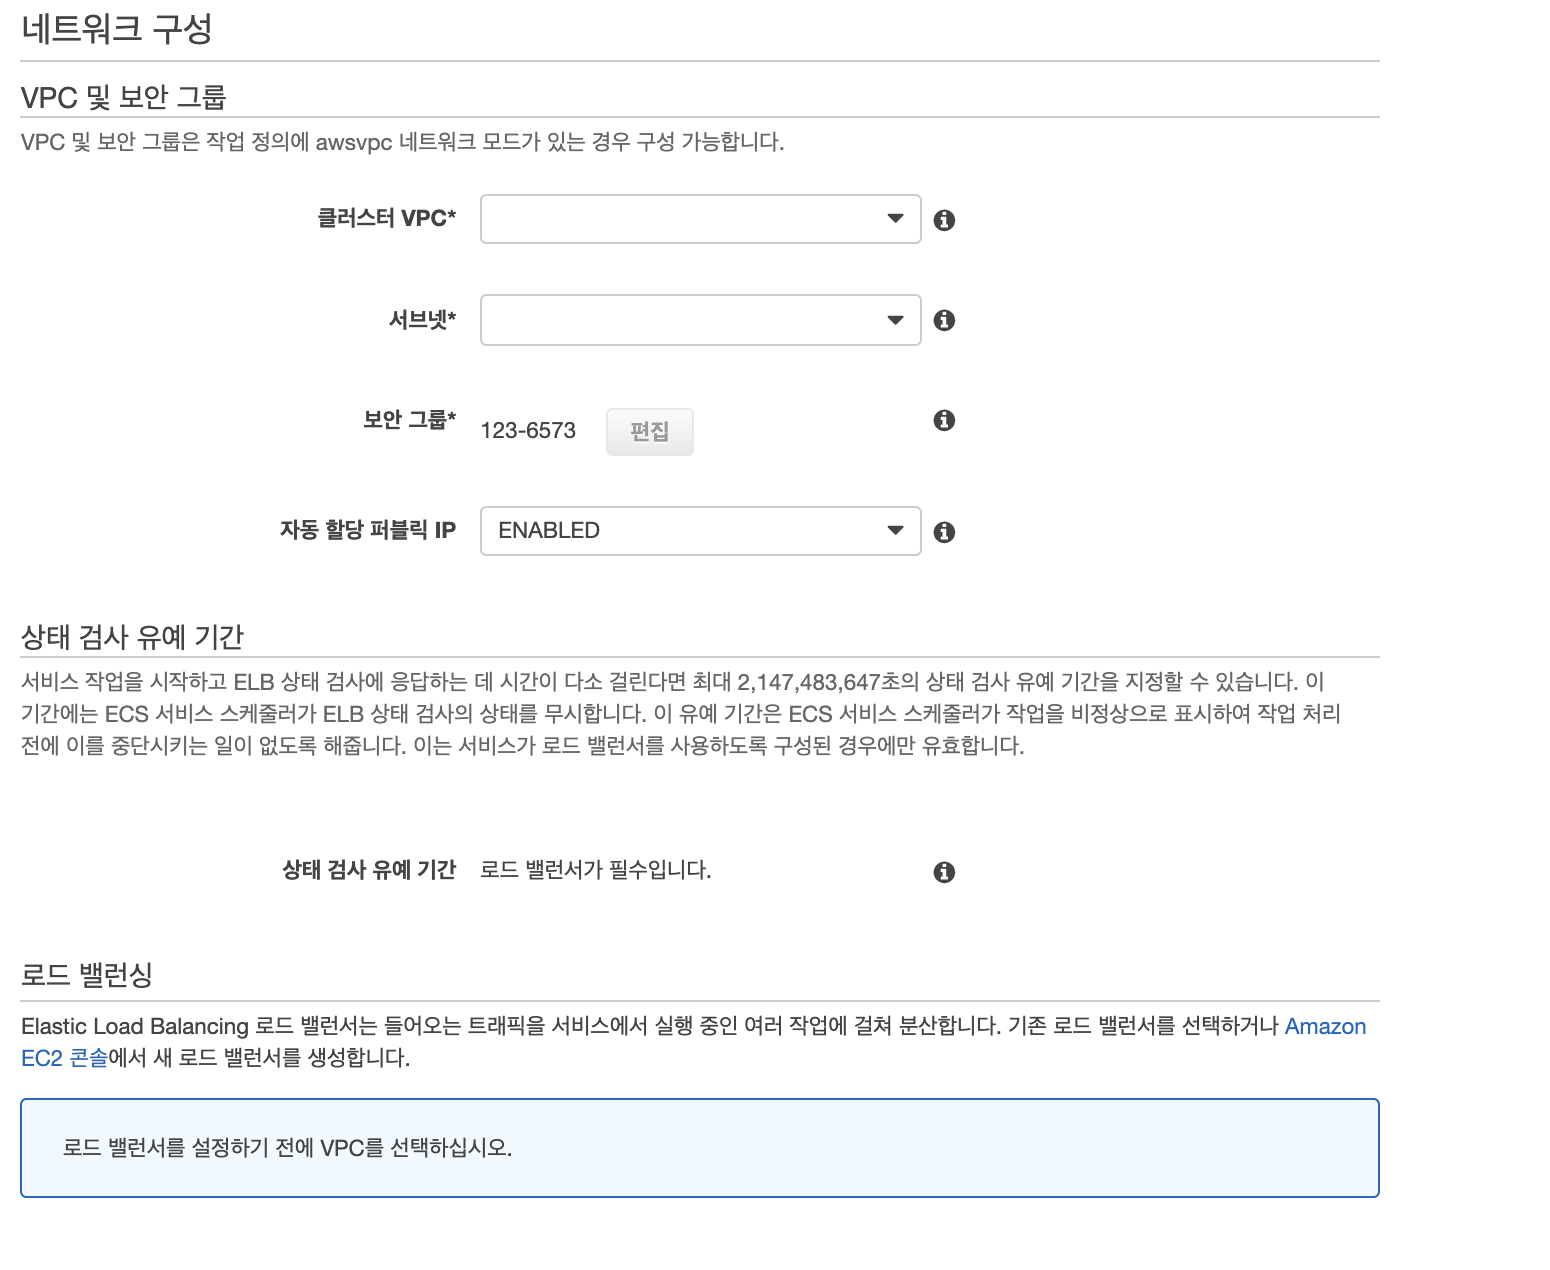 네트워크 구성
VPC 및 보안 그룹
VPC 및 보안 그룹은 작업 정의에 awsvpc 네트워크 모드가 있는 경우 구성 가능합니다.
클러스터 VPC*
서브넷*
보안 그룹* 123-6573 편집
자동 할당 퍼블릭 IP ENABLED
상태 검사 유예 기간
서비스 작업을 시작하고 ELB 상태 검사에 응답하는 데 시간이 다소 걸린다면 최대 2,147,483,647초의 상태 검사 유예 기간을 지정할 수 있습니다. 이
기간에는 ECS 서비스 스케줄러가 ELB 상태 검사의 상태를 무시합니다. 이 유예 기간은 ECS 서비스 스케줄러가 작업을 비정상으로 표시하여 작업 처리
전에 이를 중단시키는 일이 없도록 해줍니다. 이는 서비스가 로드 밸런서를 사용하도록 구성된 경우에만 유효합니다.
상태 검사 유예 기간 로드 밸런서가 필수입니다.
로드 밸런싱
Elastic Load Balancing 로드 밸런서는 들어오는 트래픽을 서비스에서 실행 중인 여러 작업에 걸쳐 분산합니다. 기존 로드 밸런서를 선택하거나 Amazon
EC2 콘솔에서 새 로드 밸런서를 생성합니다.
로드 밸런서를 설정하기 전에 VPC를 선택하십시오.